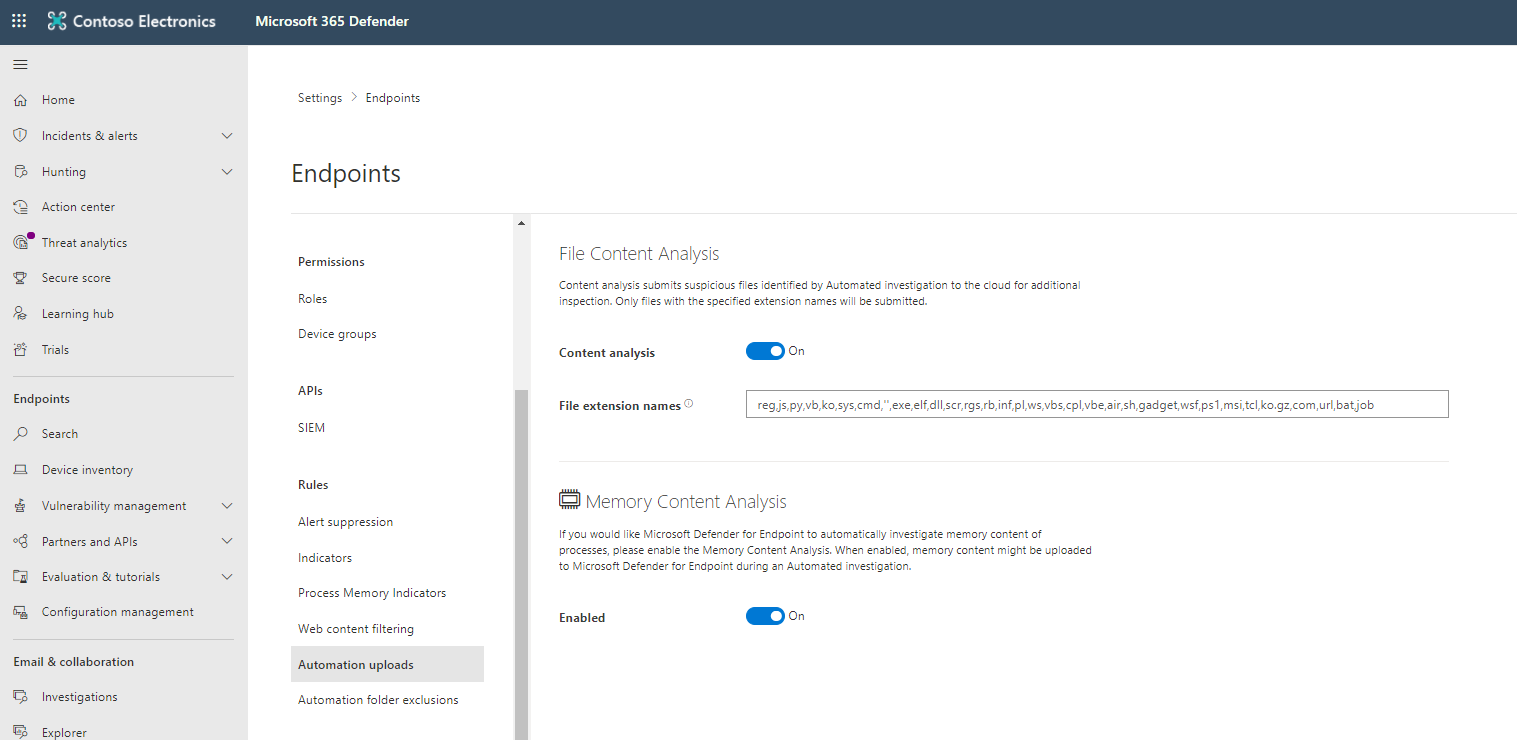 Contoso Electronics
Microsoft 365 Defender
Home
Incidents & alerts
Hunting
Action center
Threat analytics
Secure score
Learning hub
Trials
Endpoints
Search
Device inventory
Vulnerability management
Partners and APIs
Evaluation & tutorials
Configuration management
Email & collaboration
Investigations
Explorer
Settings > Endpoints
Endpoints
Permissions
Roles
Device groups
APIs
SIEM
Rules
Alert suppression
Indicators
Process Memory Indicators
Web content filtering
Automation uploads
Automation folder exclusions
File Content Analysis
Content analysis submits suspicious files identified by Automated investigation to the cloud for additional
inspection. Only files with the specified extension names will be submitted.
Content analysis On
File extension names reg,js,py,vb,ko,sys,cmd,'',exe,elf,dll,scr,rgs,rb,inf,pl,ws,vbs,cpl,vbe,air,sh,gadget,wsf,ps1,msi,tcl,ko.gz,com,url,bat,job
Memory Content Analysis
If you would like Microsoft Defender for Endpoint to automatically investigate memory content of
processes, please enable the Memory Content Analysis. When enabled, memory content might be uploaded
to Microsoft Defender for Endpoint during an Automated investigation.
Enabled On